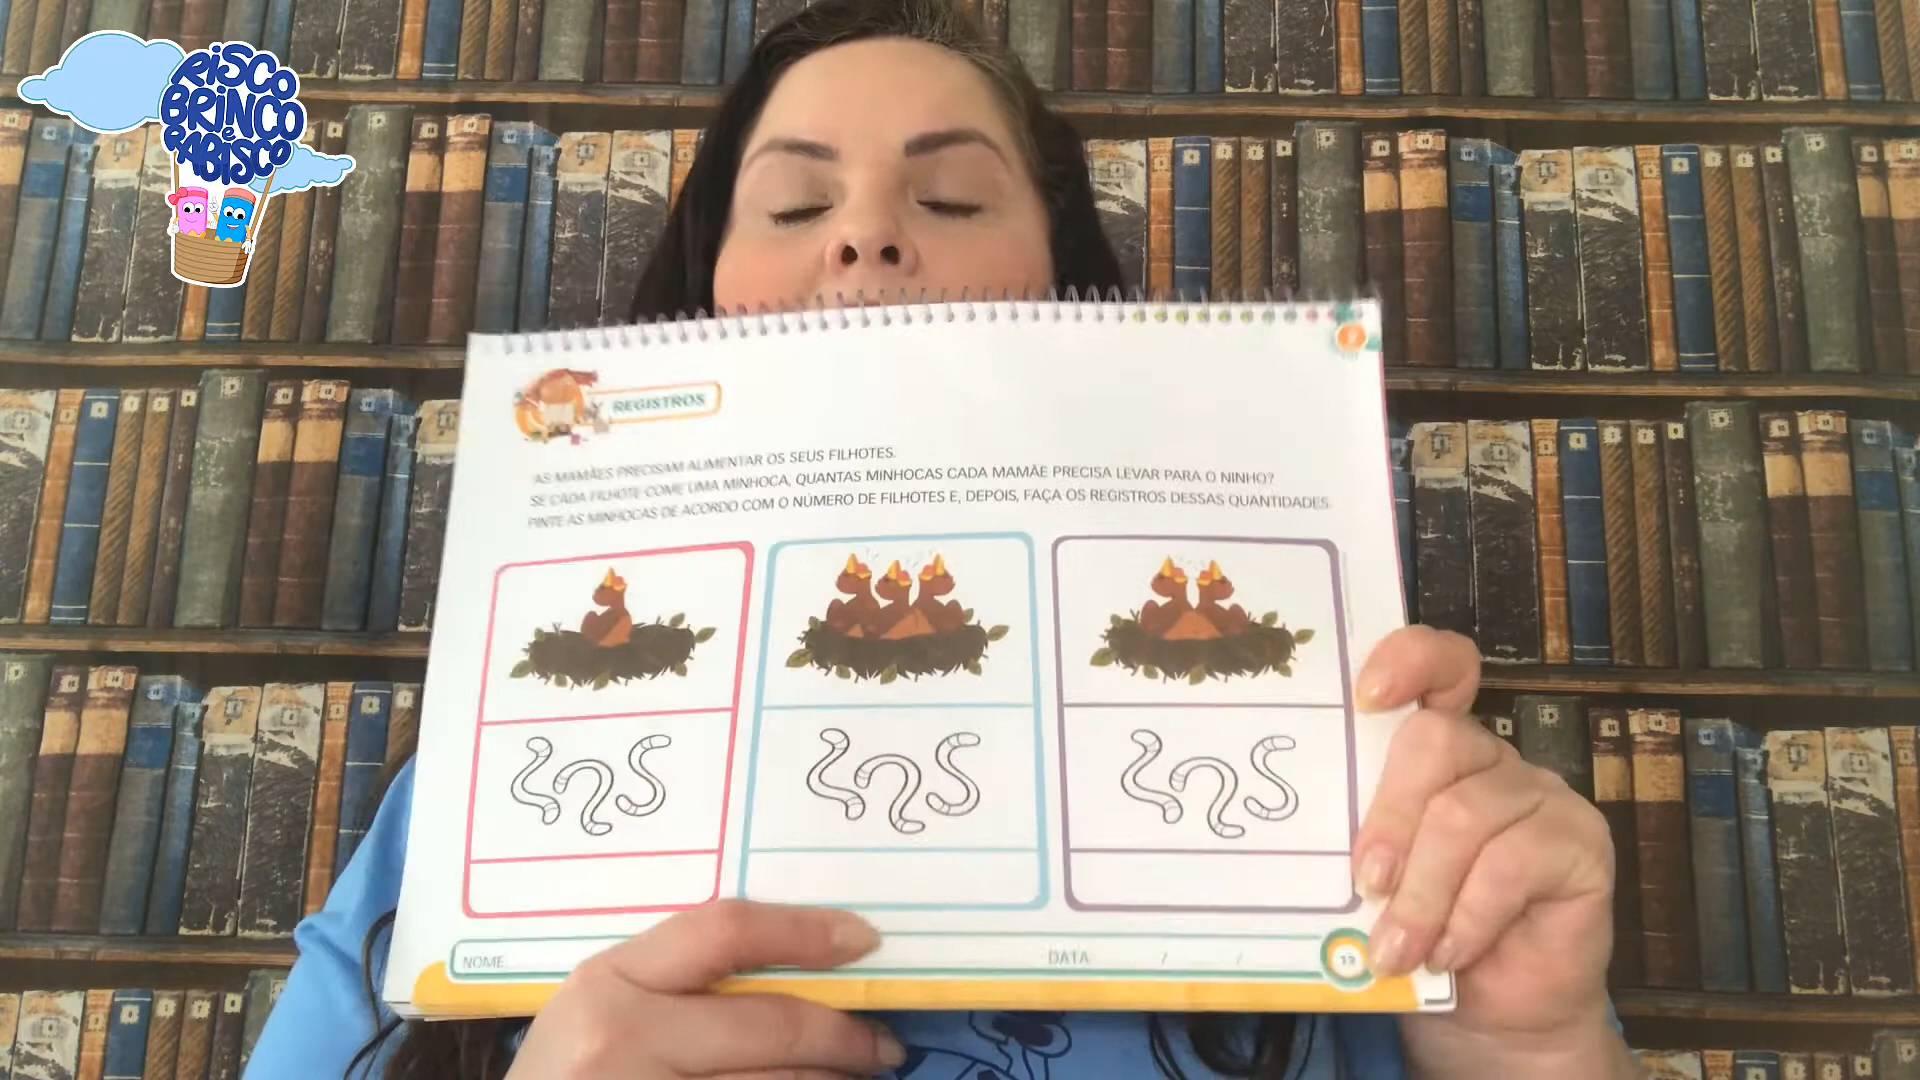 RISCO
BRINCO
E
RABISCO
REGISTROS
AS MAMÃES PRECISAM ALIMENTAR OS SEUS FILHOTES.
SE CADA FILHOTE COME UMA MINHOCA, QUANTAS MINHOCAS CADA MAMÃE PRECISA LEVAR PARA O NINHO?
PINTE AS MINHOCAS DE ACORDO COM O NÚMERO DE FILHOTES E, DEPOIS, FAÇA OS REGISTROS DESSAS QUANTIDADES.
NOME
DATA / /
13